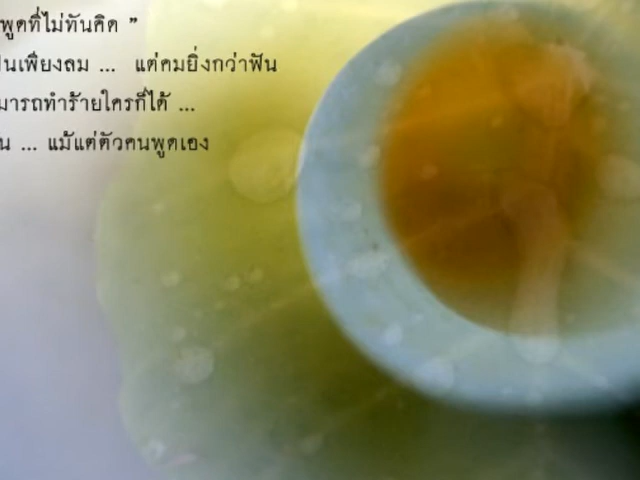 พูดที่ไม่ทันคิด ”
เพียงลม ... แต่คมยิ่งกว่าฟัน
มารถทำร้ายใครก็ได้ ...
น ... แม้แต่ตัวคนพูดเอง